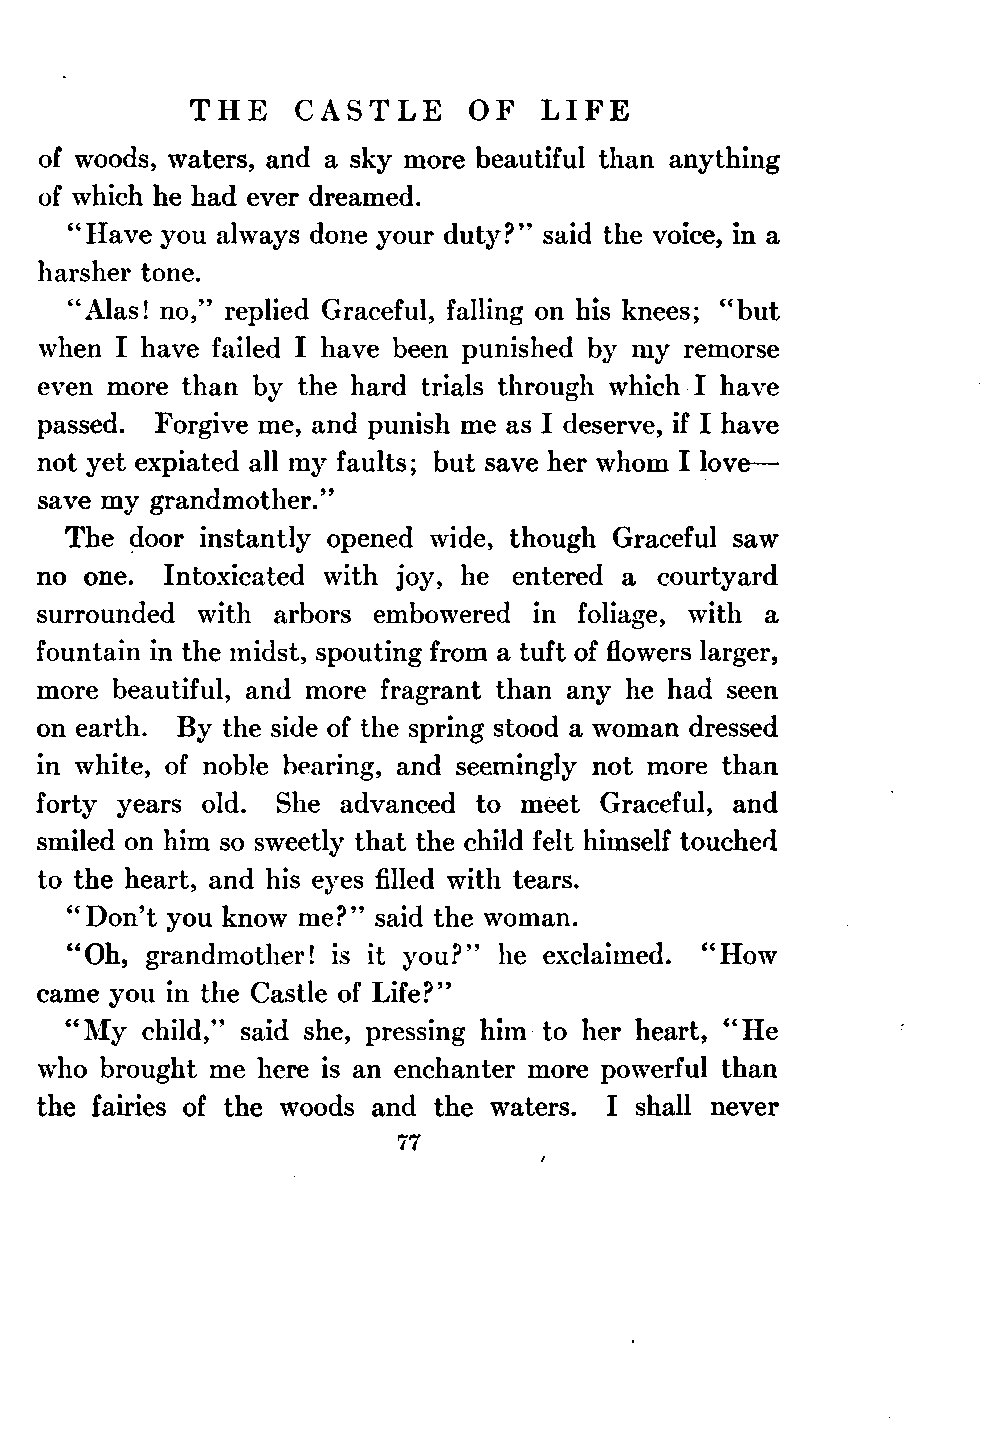 THE CASTLE OF LIFE
of woods, waters, and a sky more beautiful than anything
of which he had ever dreamed.
"Have you always done your duty?" said the voice, in a
harsher tone.
"Alas! no," replied Graceful, falling on his knees; "but
when I have failed I have been punished by my remorse
even more than by the hard trials through which I have
passed. Forgive me, and punish me as I deserve, if I have
not yet expiated all my faults; but save her whom I love—
save my grandmother."
The door instantly opened wide, though Graceful saw
no one. Intoxicated with joy, he entered a courtyard
surrounded with arbors embowered in foliage, with a
fountain in the midst, spouting from a tuft of flowers larger,
more beautiful, and more fragrant than any he had seen
on earth. By the side of the spring stood a woman dressed
in white, of noble bearing, and seemingly not more than
forty years old. She advanced to meet Graceful, and
smiled on him so sweetly that the child felt himself touched
to the heart, and his eyes filled with tears.
"Don't you know me?" said the woman.
"Oh, grandmother! is it you?" he exclaimed. "How
came you in the Castle of Life?"
"My child," said she, pressing him to her heart, "He
who brought me here is an enchanter more powerful than
the fairies of the woods and the waters. I shall never
77